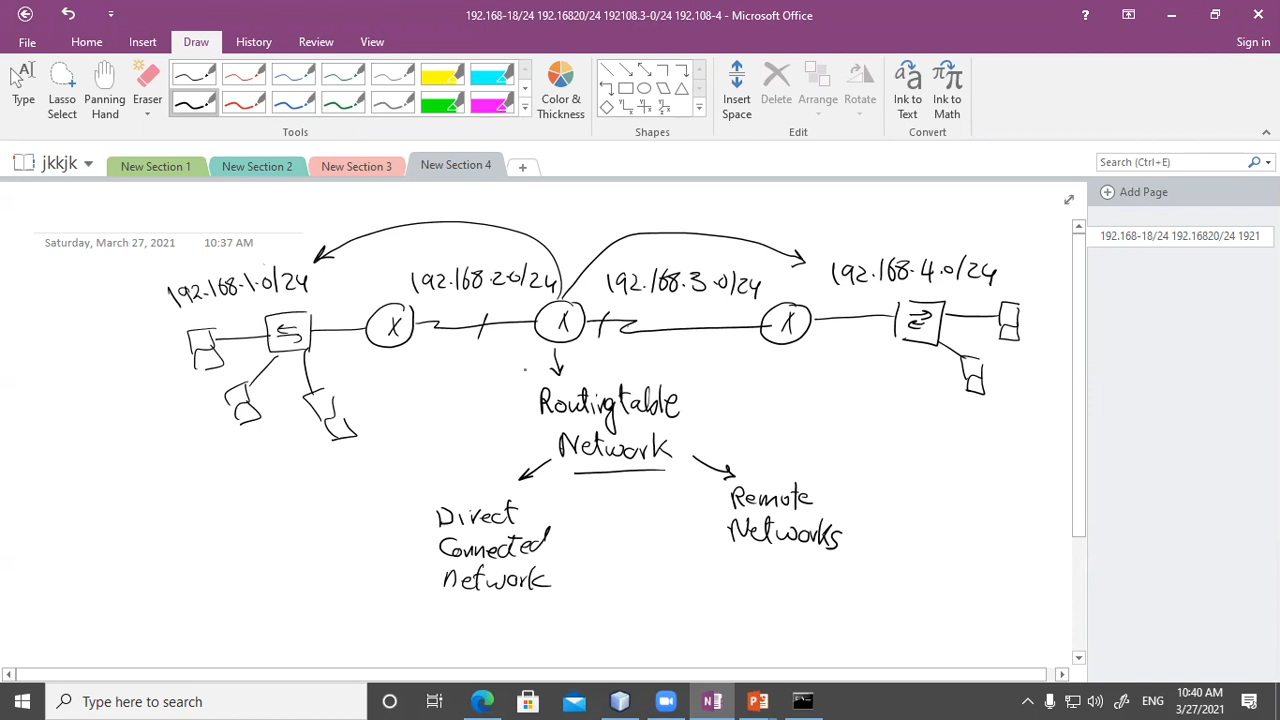 192.168-18/24 192.16820/24 192108.3-0/24 192.108-4 - Microsoft Office
?
File
Home
Insert
Draw
History
Review
View
Sign in
Type
Lasso
Select
Panning
Hand
Eraser
Color &
Thickness
Insert
Space
Delete
Arrange
Rotate
Ink to
Text
Ink to
Math
Tools
Shapes
Edit
Convert
jkkjk
New Section 1
New Section 2
New Section 3
New Section 4
Search (Ctrl+E)
Add Page
192.168-18/24 192.16820/24 1921
Saturday, March 27, 2021
10:37 AM
192.168.1.0/24
192.168.2.0/24
192.168.3.0/24
192.168.4.0/24
X
X
X
Routingtable
Network
Direct
Connected
network
Remote
Networks
Type here to search
ENG
10:40 AM
3/27/2021